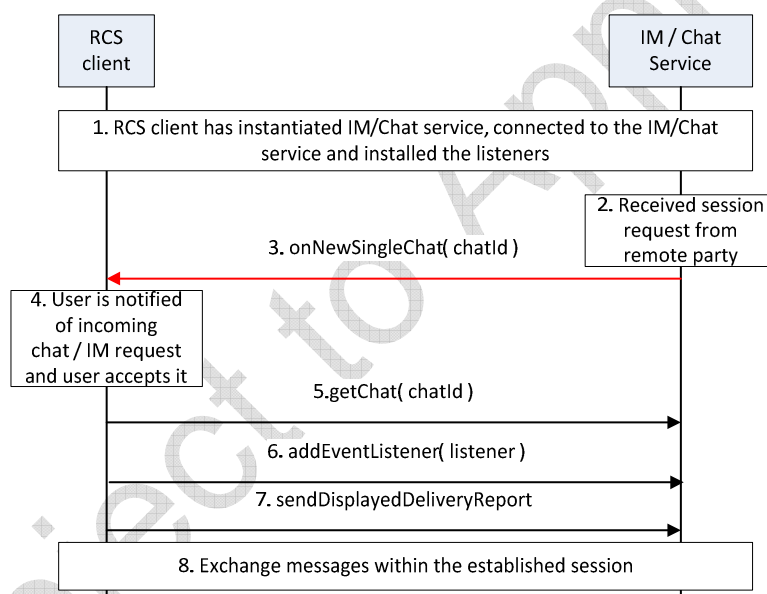 RCS
client
IM / Chat
Service
1. RCS client has instantiated IM/Chat service, connected to the IM/Chat
service and installed the listeners
2. Received session
request from
remote party
3. onNewSingleChat( chatId )
4. User is notified
of incoming
chat / IM request
and user accepts it
5.getChat( chatId )
6. addEventListener( listener )
7. sendDisplayedDeliveryReport
8. Exchange messages within the established session
ject to App